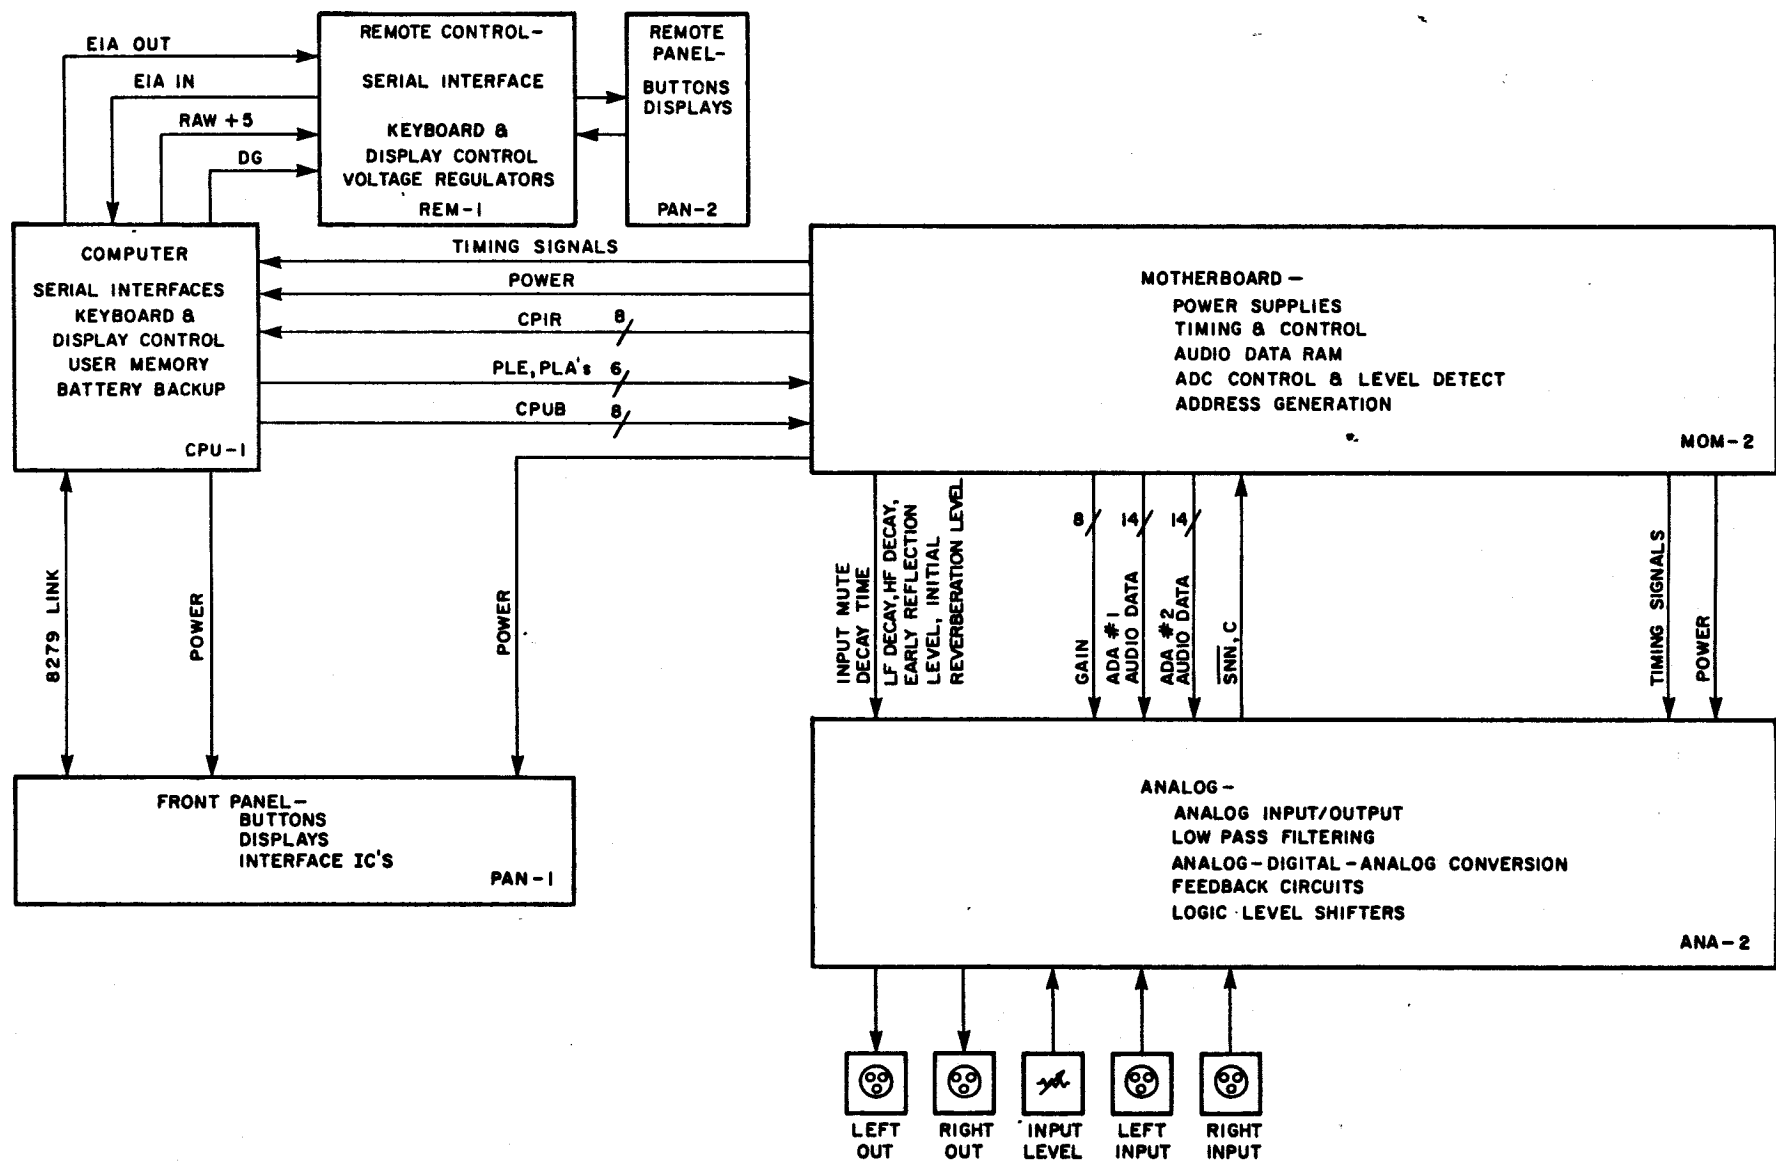 EIA OUT
EIA IN
RAW +5
DG
REMOTE CONTROL-
SERIAL INTERFACE
KEYBOARD &
DISPLAY CONTROL
VOLTAGE REGULATORS
REM-1
REMOTE
PANEL-
BUTTONS
DISPLAYS
PAN-2
COMPUTER
SERIAL INTERFACES
KEYBOARD &
DISPLAY CONTROL
USER MEMORY
BATTERY BACKUP
CPU-1
TIMING SIGNALS
POWER
CPIR 8
PLE, PLA's 6
CPUB 8
MOTHERBOARD-
POWER SUPPLIES
TIMING & CONTROL
AUDIO DATA RAM
ADC CONTROL & LEVEL DETECT
ADDRESS GENERATION
MOM-2
8279 LINK
POWER
POWER
INPUT MUTE
DECAY TIME
LF DECAY, HF DECAY,
EARLY REFLECTION
LEVEL, INITIAL
REVERBERATION LEVEL
8
GAIN
14
ADA #1
AUDIO DATA
14
ADA #2
AUDIO DATA
SNN, C
TIMING SIGNALS
POWER
FRONT PANEL-
BUTTONS
DISPLAYS
INTERFACE IC'S
PAN-1
ANALOG-
ANALOG INPUT/OUTPUT
LOW PASS FILTERING
ANALOG-DIGITAL-ANALOG CONVERSION
FEEDBACK CIRCUITS
LOGIC LEVEL SHIFTERS
ANA-2
LEFT
OUT
RIGHT
OUT
INPUT
LEVEL
LEFT
INPUT
RIGHT
INPUT